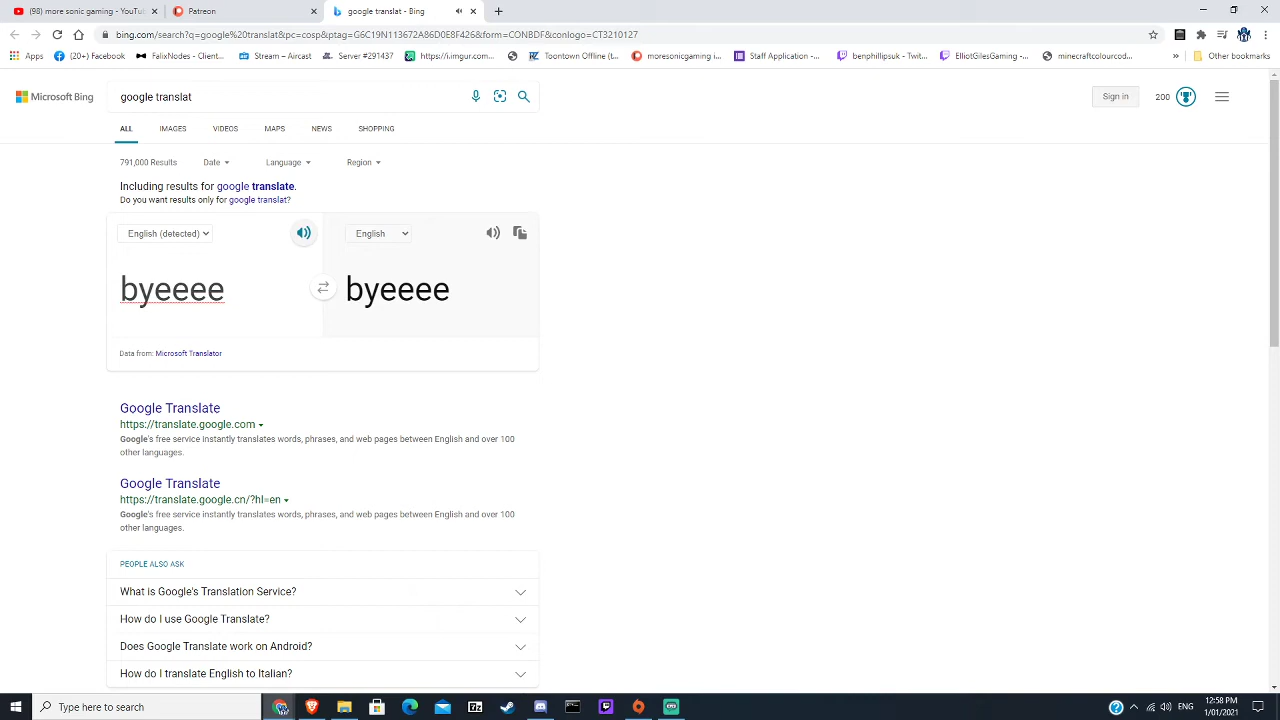 (98) more sonic gaming - YouTu
Patreon
google translat - Bing
bing.com/search?q=google%20translat&pc=cosp&ptag=G6C19N113672A86D0E8F426&form=CONBDF&conlogo=CT3210127
Apps
(20+) Facebook
FalixNodes - Client...
Stream – Aircast
Server #291437
https://i.imgur.com...
Toontown Offline (t...
moresonicgaming i...
Staff Application -...
benphillipsuk - Twit...
ElliotGilesGaming -...
minecraftcolourcod...
»
Other bookmarks
Microsoft Bing
google translat
Sign in
200
ALL
IMAGES
VIDEOS
MAPS
NEWS
SHOPPING
791,000 Results
Date
Language
Region
Including results for google translate.
Do you want results only for google translat?
English (detected)
English
byeeee
byeeee
Data from: Microsoft Translator
Google Translate
https://translate.google.com
Google's free service instantly translates words, phrases, and web pages between English and over 100
other languages.
Google Translate
https://translate.google.cn/?hl=en
Google's free service instantly translates words, phrases, and web pages between English and over 100
other languages.
PEOPLE ALSO ASK
What is Google's Translation Service?
How do I use Google Translate?
Does Google Translate work on Android?
How do I translate English to Italian?
Type here to search
ENG
12:58 PM
1/01/2021